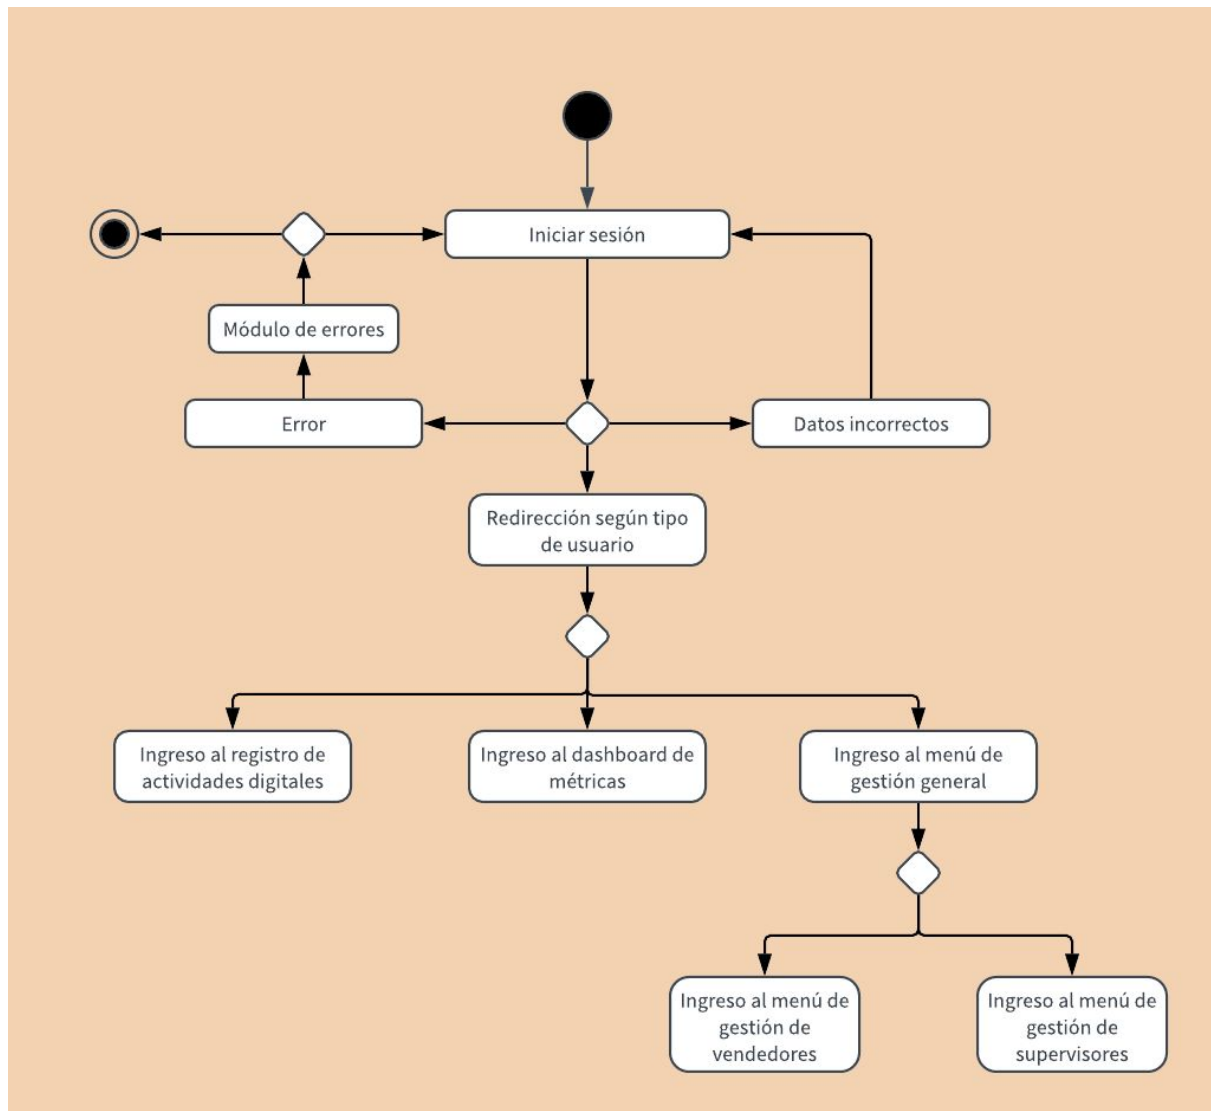 Iniciar sesión
Módulo de errores
Error
Datos incorrectos
Redirección según tipo
de usuario
Ingreso al registro de
actividades digitales
Ingreso al dashboard de
métricas
Ingreso al menú de
gestión general
Ingreso al menú de
gestión de
vendedores
Ingreso al menú de
gestión de
supervisores